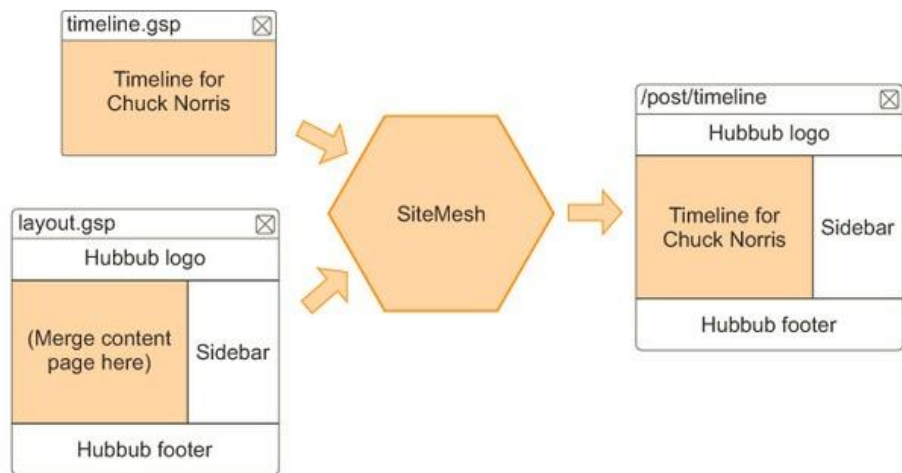 timeline.gsp
Timeline for
Chuck Norris
layout.gsp
Hubbub logo
(Merge content
page here)
Sidebar
Hubbub footer
SiteMesh
/post/timeline
Hubbub logo
Timeline for
Chuck Norris
Sidebar
Hubbub footer